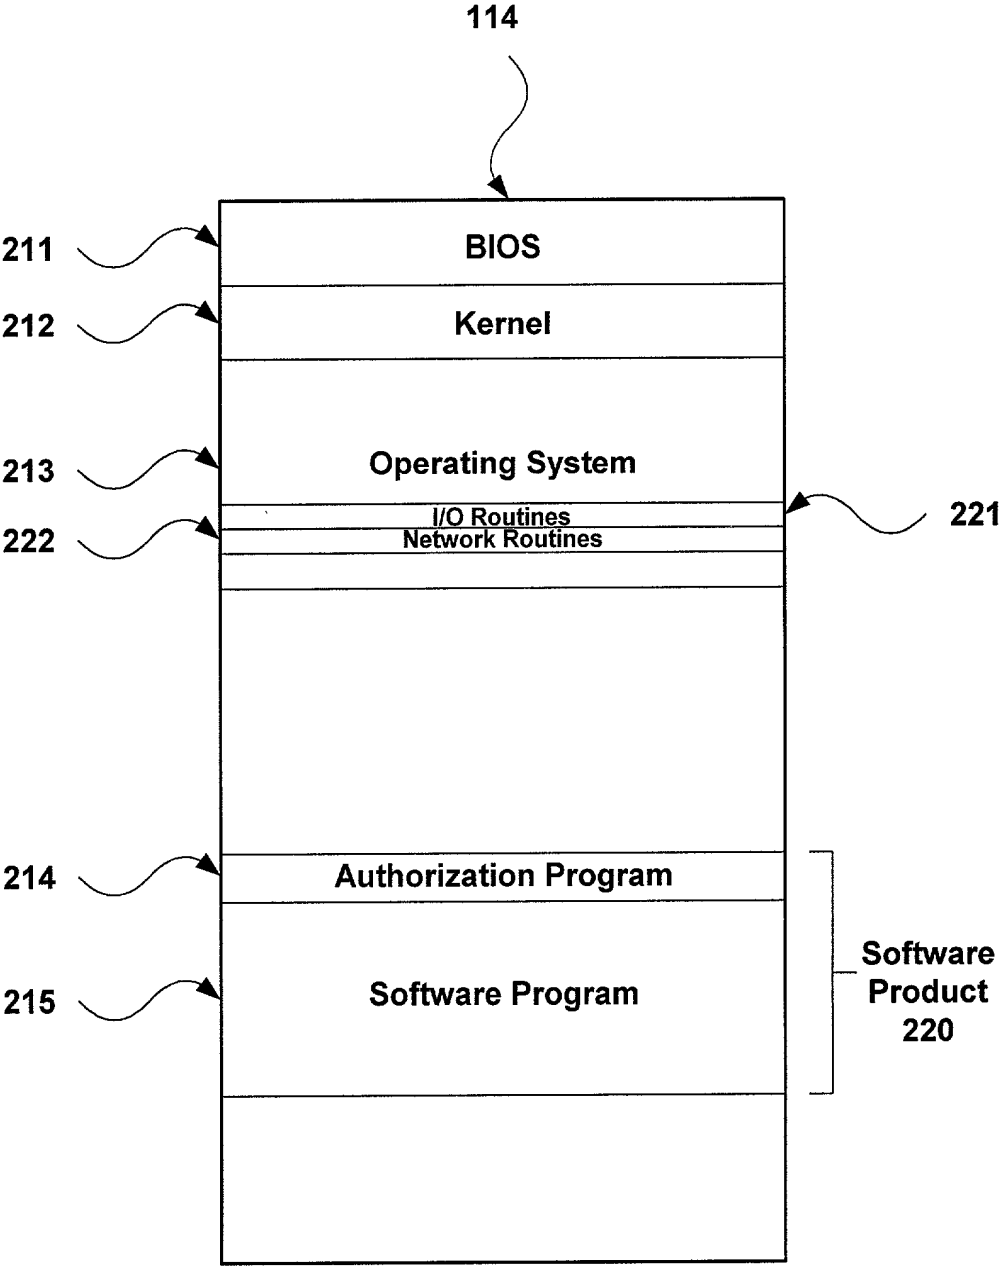 114
211
BIOS
212
Kernel
213
Operating System
I/O Routines
221
222
Network Routines
214
Authorization Program
215
Software Program
Software
Product
220